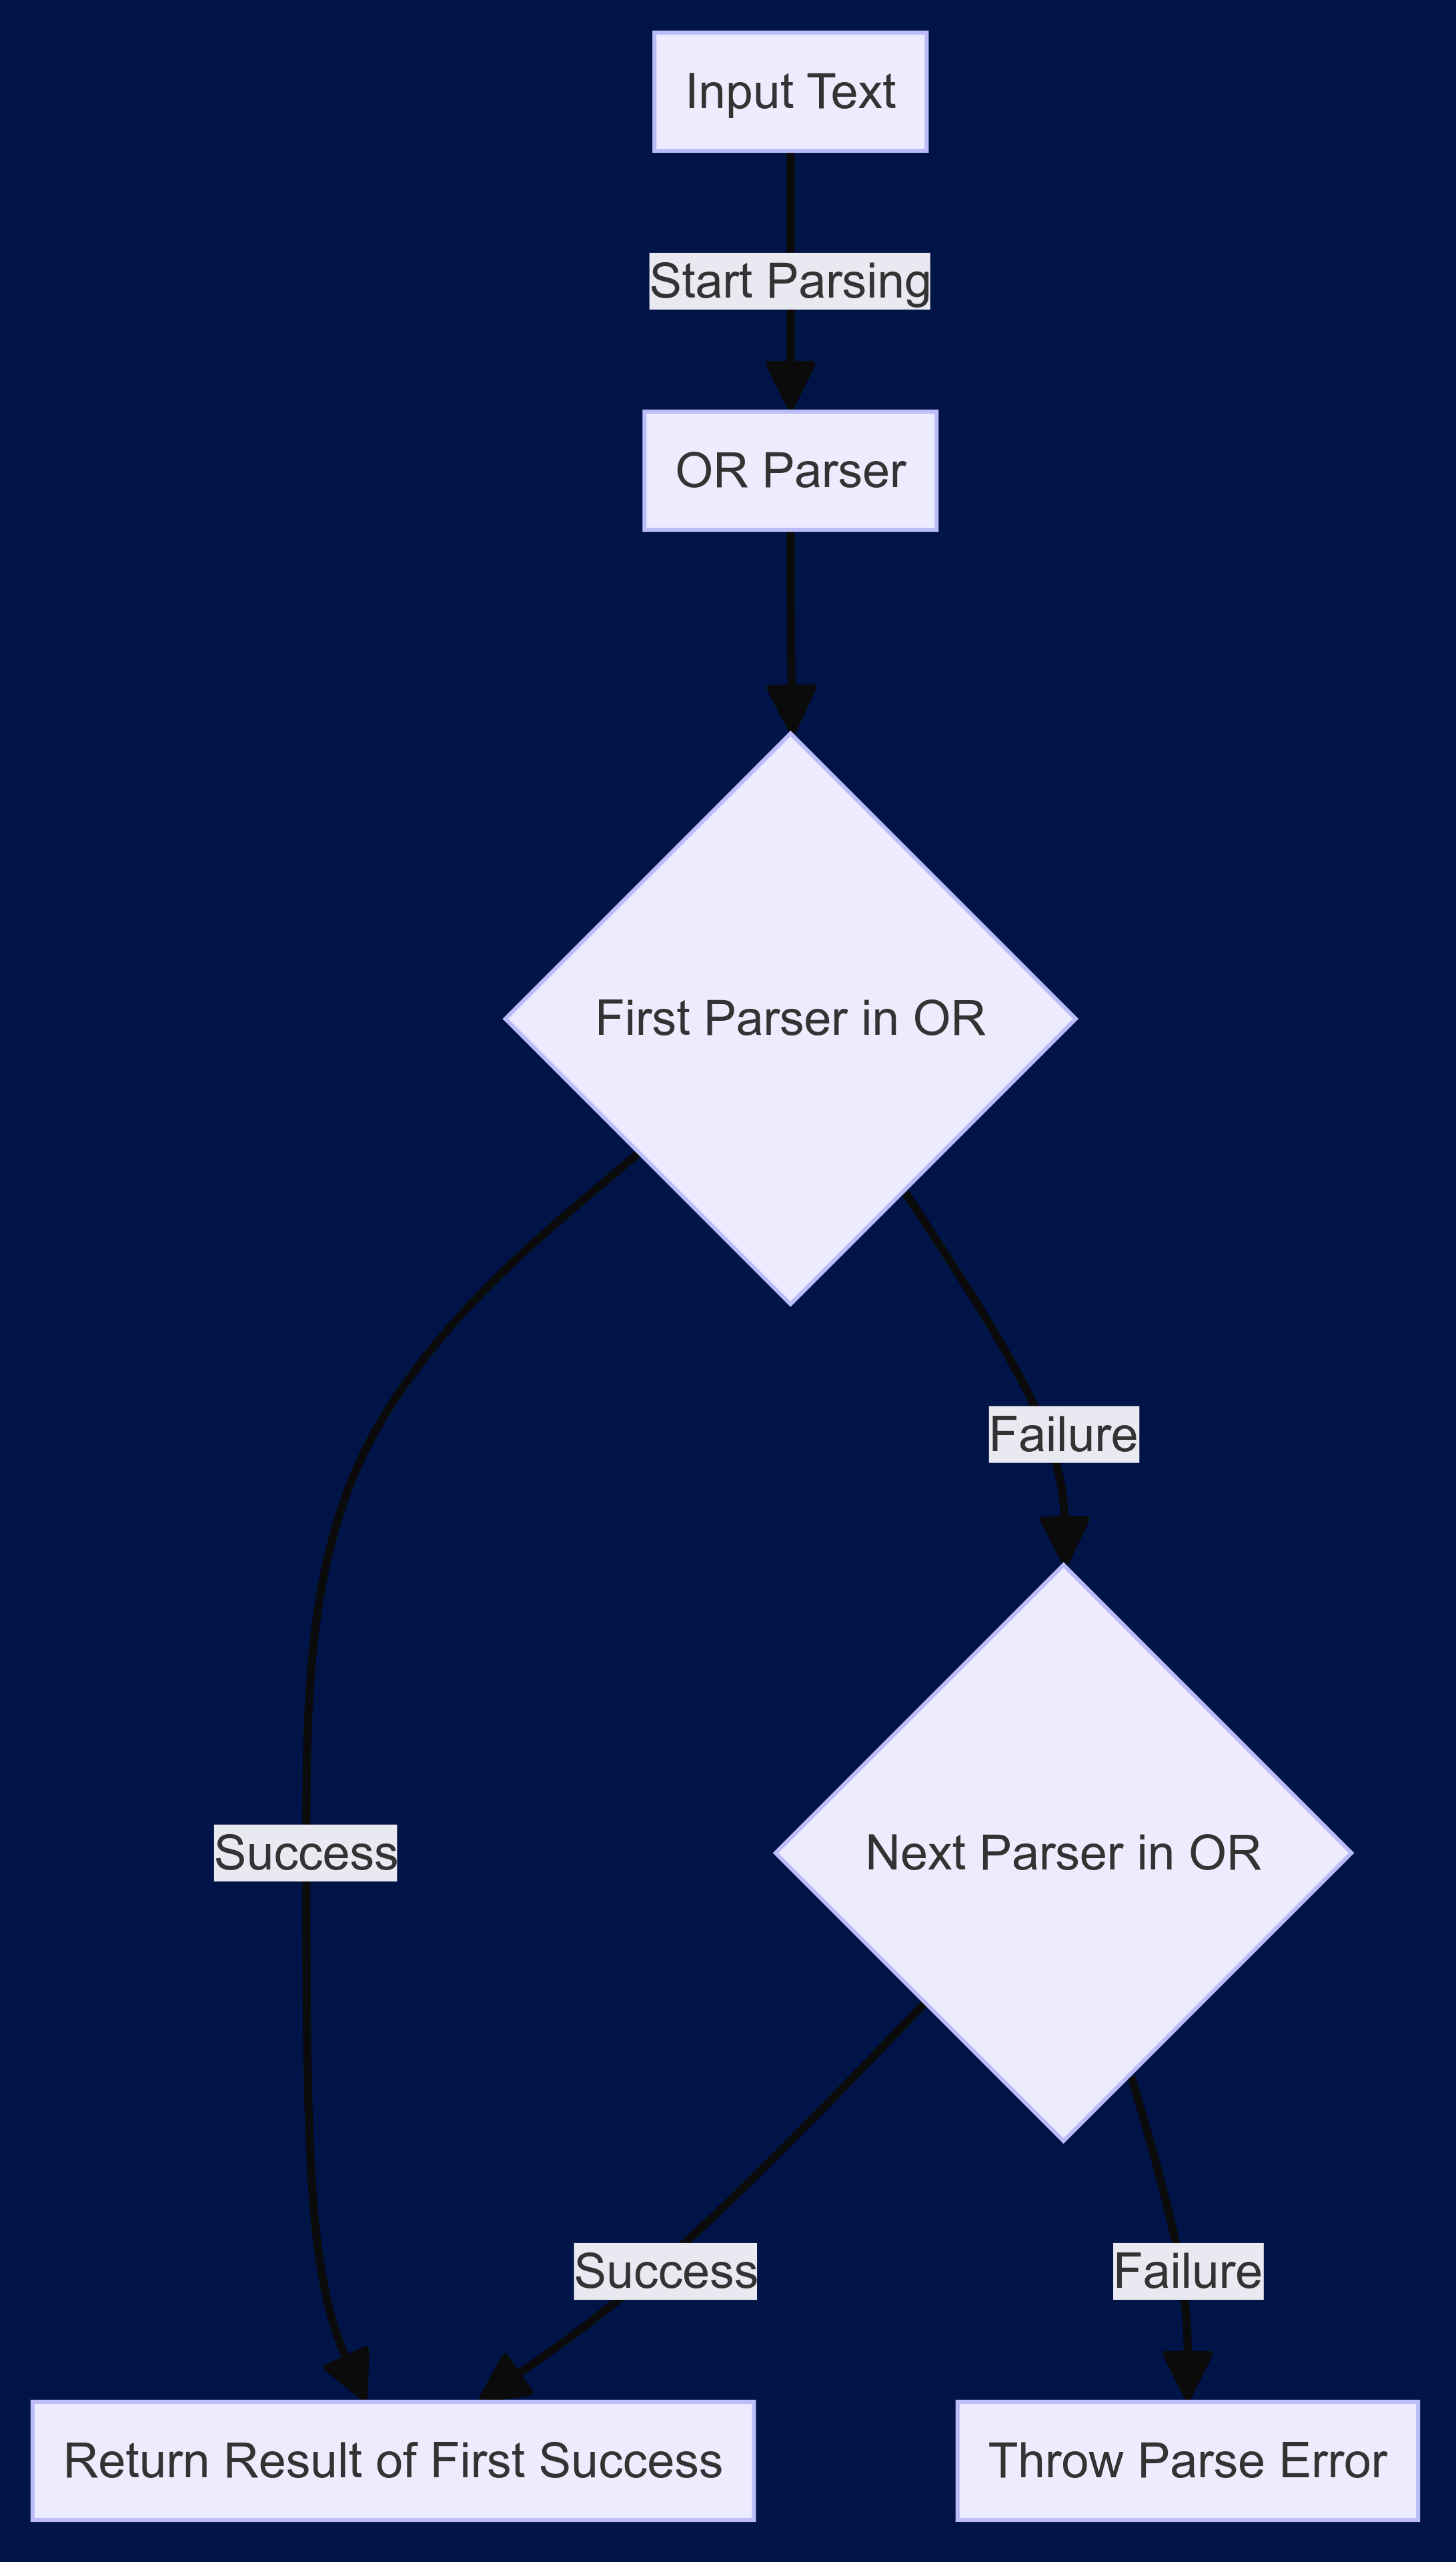 Input Text
Start Parsing
OR Parser
First Parser in OR
Failure
Success
Next Parser in OR
Success
Failure
Return Result of First Success
Throw Parse Error